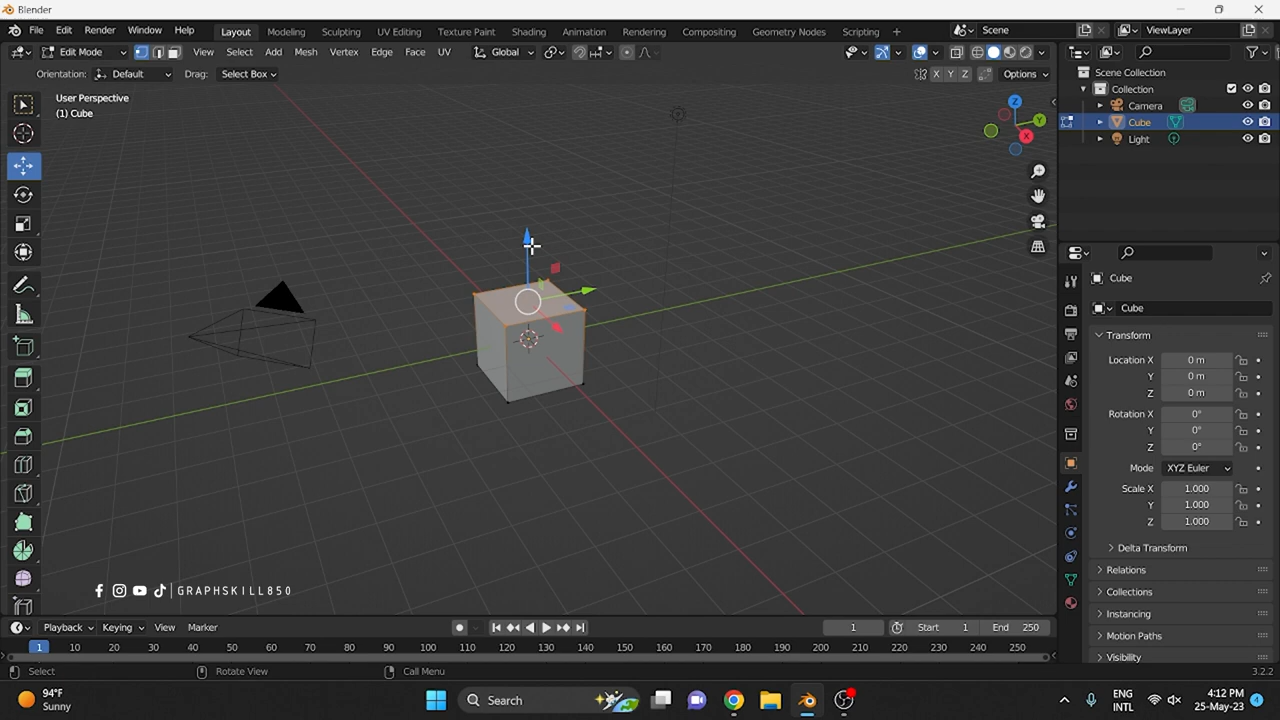 Blender
File Edit Render Window Help Layout Modeling Sculpting UV Editing Texture Paint Shading Animation Rendering Compositing Geometry Nodes Scripting + Scene ViewLayer
Edit Mode View Select Add Mesh Vertex Edge Face UV Global
Orientation: Default Drag: Select Box X Y Z Options
User Perspective
(1) Cube
Z
Y
X
Scene Collection
Collection
Camera
Cube
Light
Cube
Cube
Transform
Location X 0 m
Y 0 m
Z 0 m
Rotation X 0°
Y 0°
Z 0°
Mode XYZ Euler
Scale X 1.000
Y 1.000
Z 1.000
Delta Transform
Relations
Collections
Instancing
Motion Paths
Visibility
GRAPHSKILL850
Playback Keying View Marker 1 Start 1 End 250
1 10 20 30 40 50 60 70 80 90 100 110 120 130 140 150 160 170 180 190 200 210 220 230 240 250
Select Rotate View Call Menu 3.2.2
94°F
Sunny
Search
ENG
INTL
4:12 PM
25-May-23
4